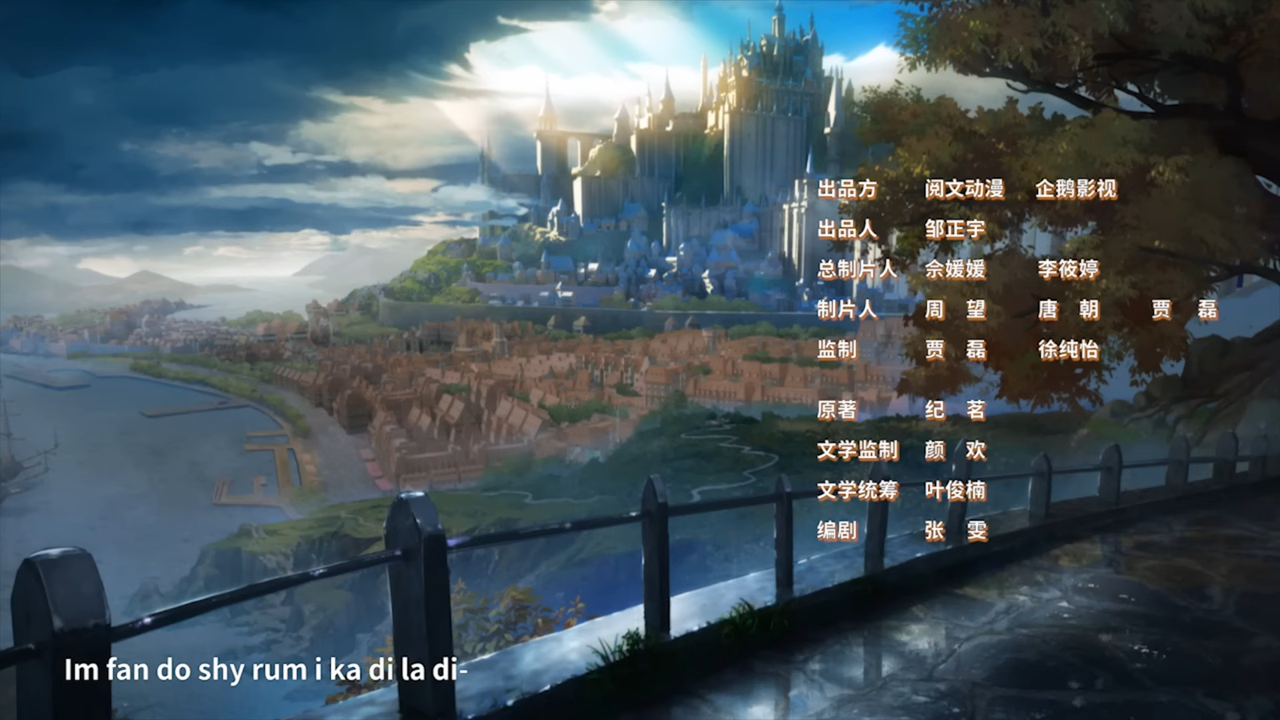 出品方 阅文动漫 企鹅影视
出品人 邹正宇
总制片人 佘媛媛 李筱婷
制片人 周 望 唐 朝 贾 磊
监制 贾 磊 徐纯怡
原著 纪 茗
文学监制 颜 欢
文学统筹 叶俊楠
编剧 张 雯
Im fan do shy rum i ka di la di-